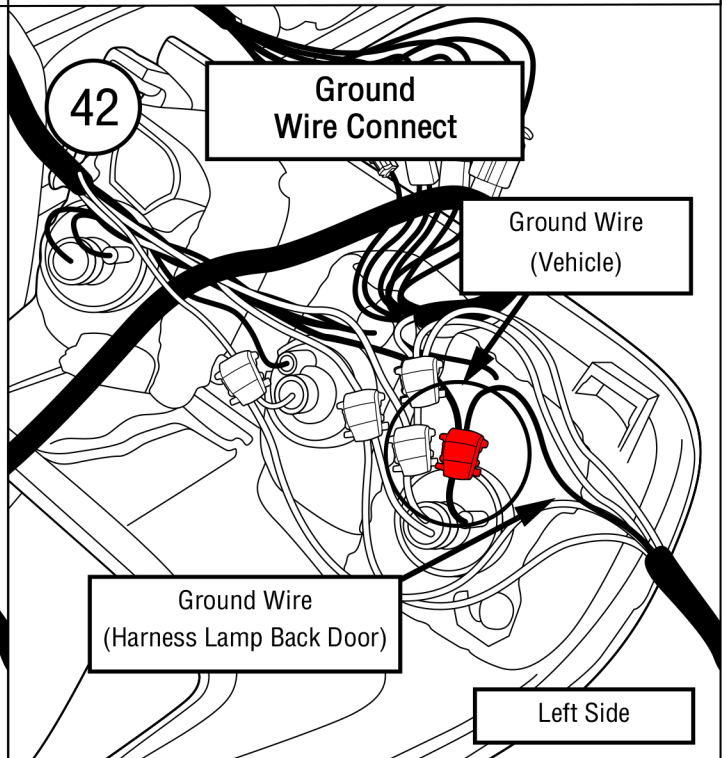 42
Ground
Wire Connect
Ground Wire
(Vehicle)
Ground Wire
(Harness Lamp Back Door)
Left Side